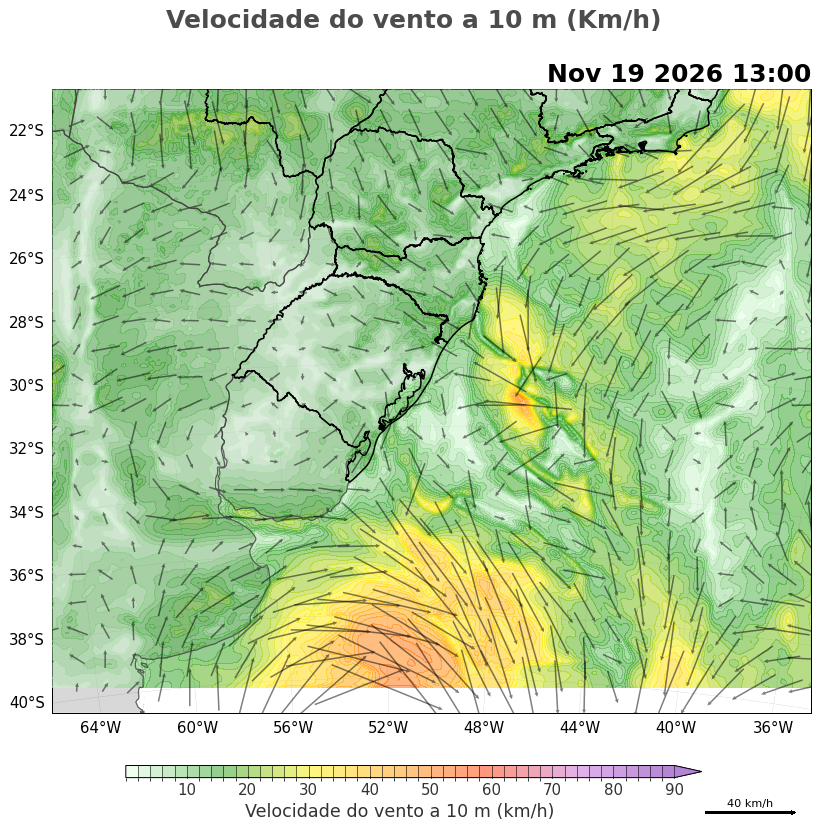 Velocidade do vento a 10 m (Km/h)
Nov 19 2026 13:00
22°S
24°S
26°S
28°S
30°S
32°S
34°S
36°S
38°S
40°S
64°W 60°W 56°W 52°W 48°W 44°W 40°W 36°W
10 20 30 40 50 60 70 80 90
Velocidade do vento a 10 m (km/h)
40 km/h